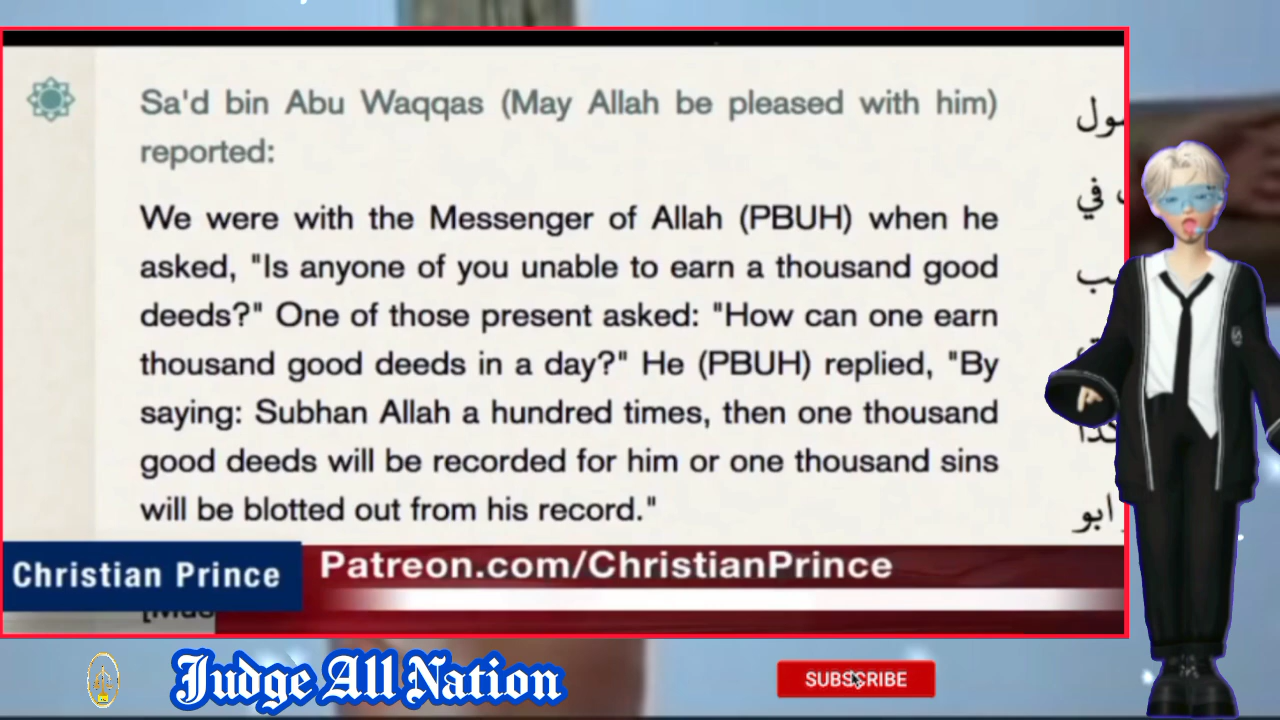 Sa'd bin Abu Waqqas (May Allah be pleased with him)
reported:
We were with the Messenger of Allah (PBUH) when he
asked, "Is anyone of you unable to earn a thousand good
deeds?" One of those present asked: "How can one earn
thousand good deeds in a day?" He (PBUH) replied, "By
saying: Subhan Allah a hundred times, then one thousand
good deeds will be recorded for him or one thousand sins
will be blotted out from his record."
في
Christian Prince
Patreon.com/ChristianPrince
Judge All Nation
SUBSCRIBE